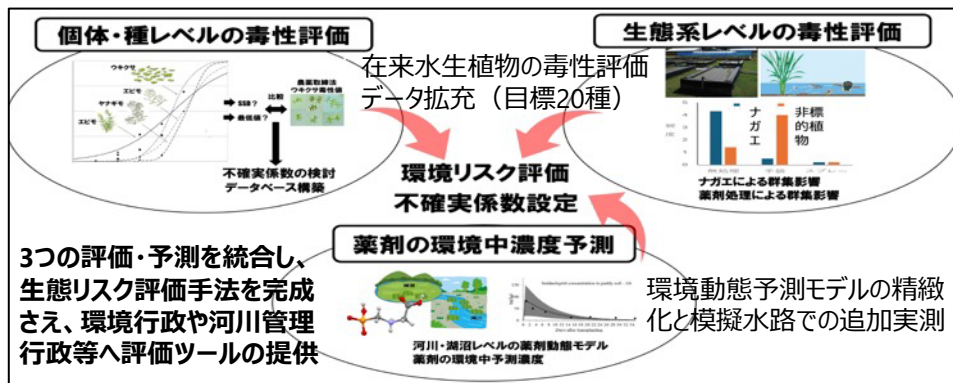 個体・種レベルの毒性評価
ウキクサ
エビモ
ヤナギモ
エビモ
SSD?
最低値?
比較
農薬取締法
ウキクサ毒性値
不確実係数の検討
データベース構築
在来水生植物の毒性評価
データ拡充（目標20種）
生態系レベルの毒性評価
ナガエ
非標的植物
ナガエによる群集影響
薬剤処理による群集影響
環境リスク評価
不確実係数設定
薬剤の環境中濃度予測
河川・湖沼レベルの薬剤動態モデル
薬剤の環境中予測濃度
3つの評価・予測を統合し、
生態リスク評価手法を完成
さえ、環境行政や河川管理
行政等へ評価ツールの提供
環境動態予測モデルの精緻
化と模擬水路での追加実測